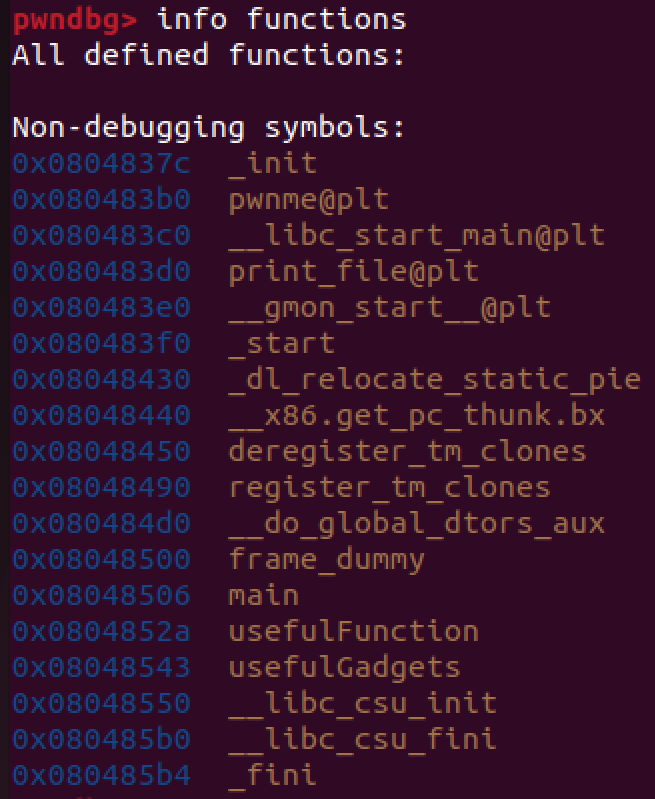 pwndbg> info functions
All defined functions:
Non-debugging symbols:
0x0804837c  _init
0x080483b0  pwnme@plt
0x080483c0  __libc_start_main@plt
0x080483d0  print_file@plt
0x080483e0  __gmon_start__@plt
0x080483f0  _start
0x08048430  _dl_relocate_static_pie
0x08048440  __x86.get_pc_thunk.bx
0x08048450  deregister_tm_clones
0x08048490  register_tm_clones
0x080484d0  __do_global_dtors_aux
0x08048500  frame_dummy
0x08048506  main
0x0804852a  usefulFunction
0x08048543  usefulGadgets
0x08048550  __libc_csu_init
0x080485b0  __libc_csu_fini
0x080485b4  _fini